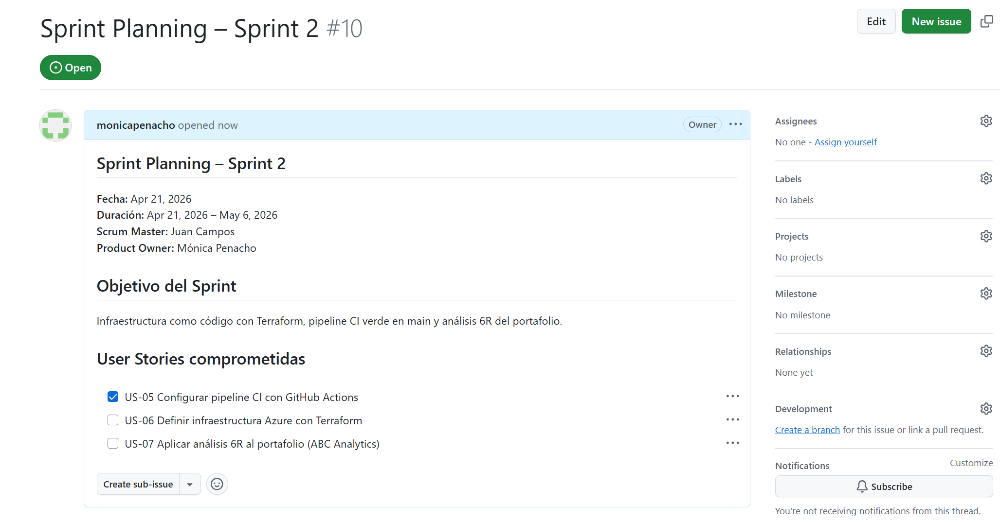 Sprint Planning – Sprint 2 #10
Edit
New issue
Open
monicapenacho opened now
Owner
Sprint Planning – Sprint 2
Fecha: Apr 21, 2026
Duración: Apr 21, 2026 – May 6, 2026
Scrum Master: Juan Campos
Product Owner: Mónica Penacho
Objetivo del Sprint
Infraestructura como código con Terraform, pipeline CI verde en main y análisis 6R del portafolio.
User Stories comprometidas
US-05 Configurar pipeline CI con GitHub Actions
US-06 Definir infraestructura Azure con Terraform
US-07 Aplicar análisis 6R al portafolio (ABC Analytics)
Create sub-issue
Assignees
No one - Assign yourself
Labels
No labels
Projects
No projects
Milestone
No milestone
Relationships
None yet
Development
Create a branch for this issue or link a pull request.
Notifications
Customize
Subscribe
You're not receiving notifications from this thread.